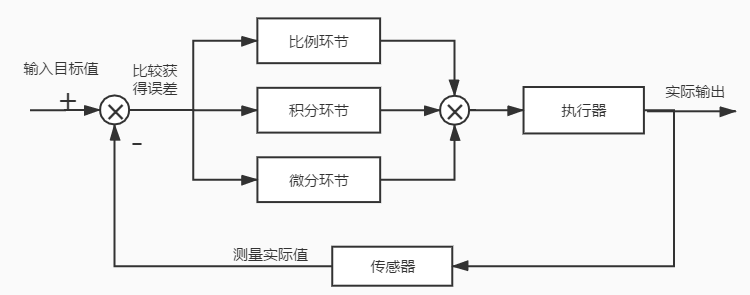 比例环节
输入目标值
比较获
得误差
+
积分环节
执行器
实际输出
-
微分环节
测量实际值
传感器